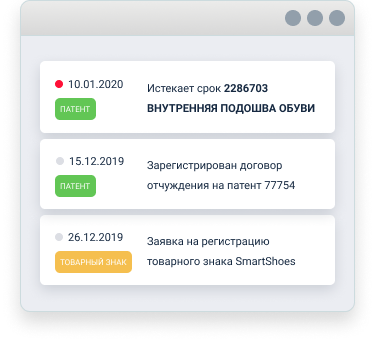 10.01.2020
ПАТЕНТ
Истекает срок 2286703
ВНУТРЕННЯЯ ПОДОШВА ОБУВИ
15.12.2019
ПАТЕНТ
Зарегистрирован договор
отчуждения на патент 77754
26.12.2019
ТОВАРНЫЙ ЗНАК
Заявка на регистрацию
товарного знака SmartShoes